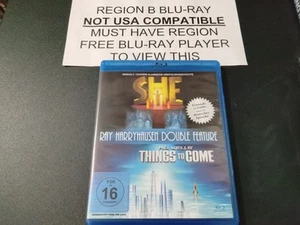 REGION B BLU-RAY
NOT USA COMPATIBLE
MUST HAVE REGION
FREE BLU-RAY PLAYER
TO VIEW THIS
SHE
RAY HARRYHAUSEN DOUBLE FEATURE
THINGS TO COME
FSK
16